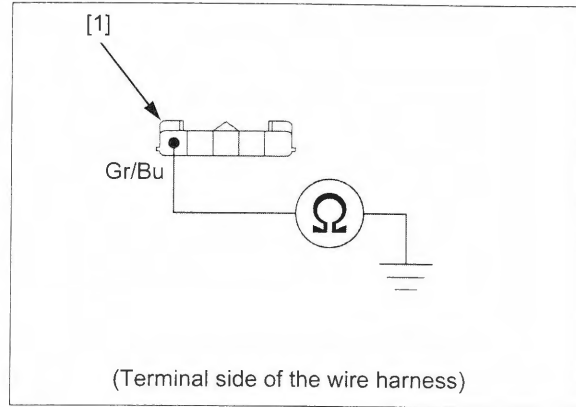 [1]
Gr/Bu
Ω
(Terminal side of the wire harness)